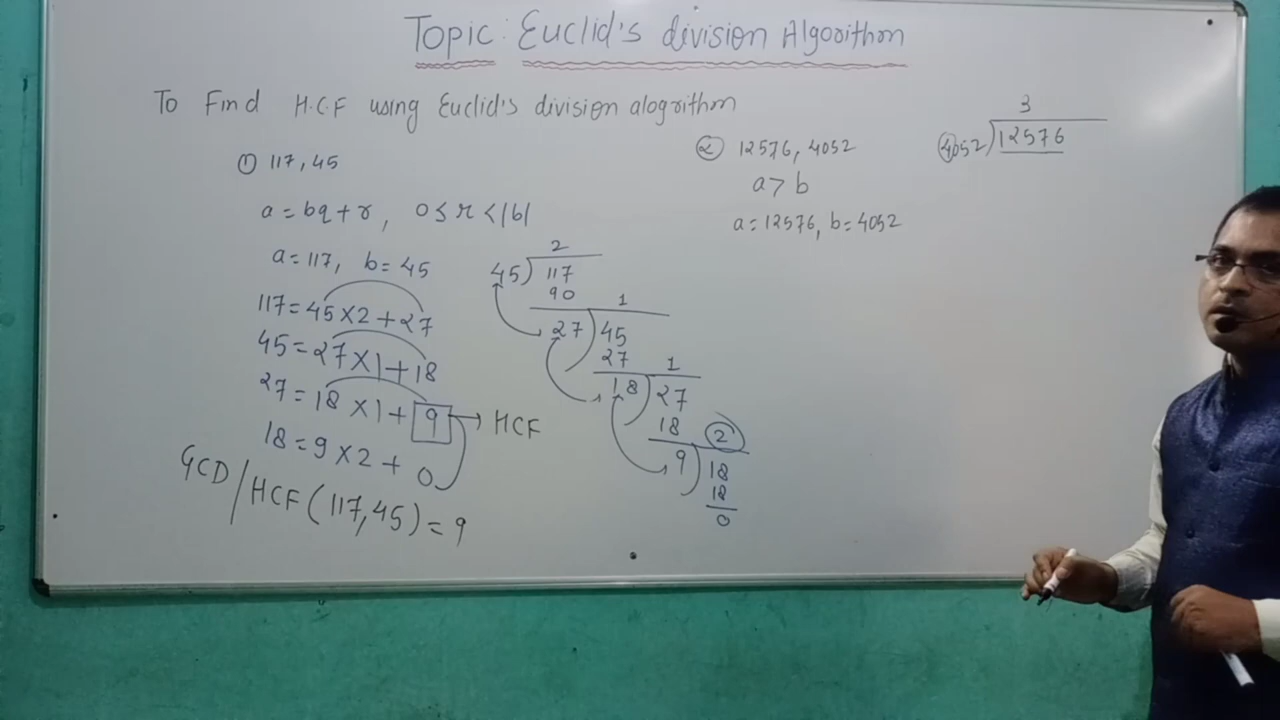 Topic: Euclid's division Algorithm
To Find H.C.F using Euclid's division alogrithm
① 117, 45
a = bq + r, 0 ≤ r < |b|
a = 117, b = 45
117 = 45 × 2 + 27
45 = 27 × 1 + 18
27 = 18 × 1 + 9 → HCF
18 = 9 × 2 + 0
GCD/HCF (117, 45) = 9
2
45) 117
90 1
27) 45
27 1
18) 27
18 2
9) 18
18
0
② 12576, 4052
a > b
a = 12576, b = 4052
3
4052) 12576